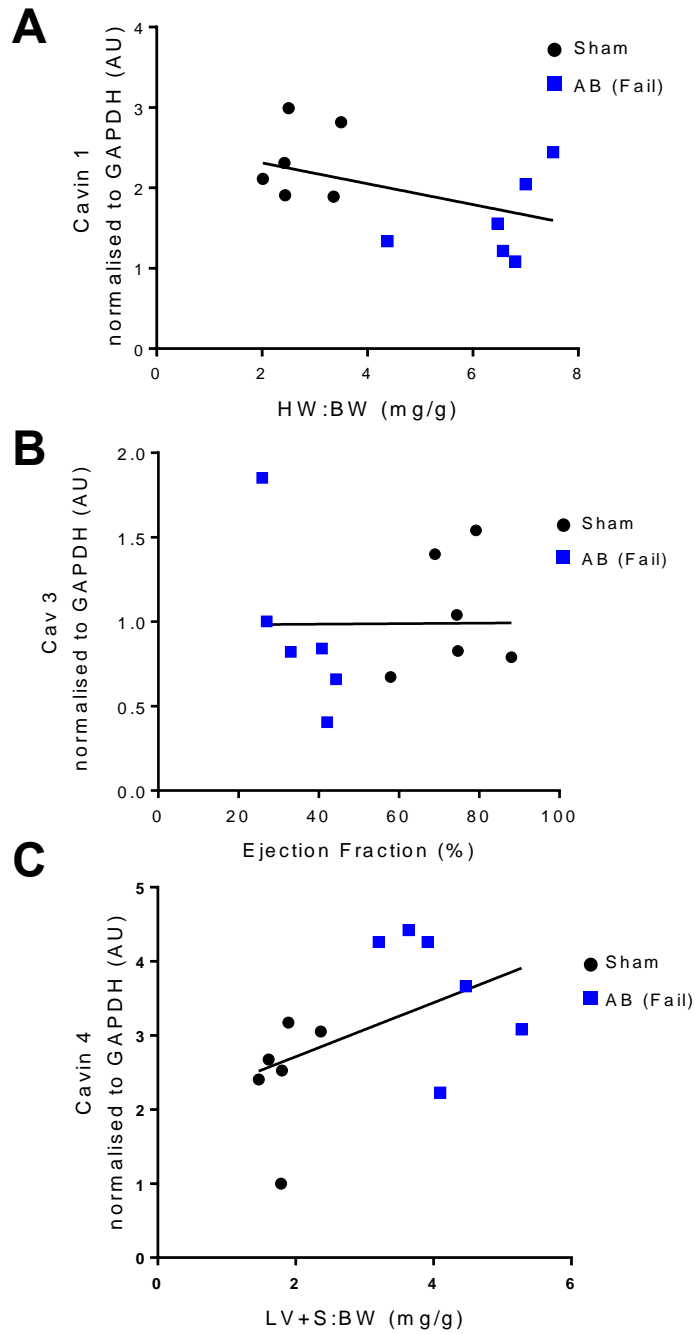 A
Cavin 1
normalised to GAPDH (AU)
4
3
2
1
0
0 2 4 6 8
HW:BW (mg/g)
Sham
AB (Fail)
B
Cav 3
normalised to GAPDH (AU)
2.0
1.5
1.0
0.5
0.0
0 20 40 60 80 100
Ejection Fraction (%)
Sham
AB (Fail)
C
Cavin 4
normalised to GAPDH (AU)
5
4
3
2
1
0
0 2 4 6
LV+S:BW (mg/g)
Sham
AB (Fail)